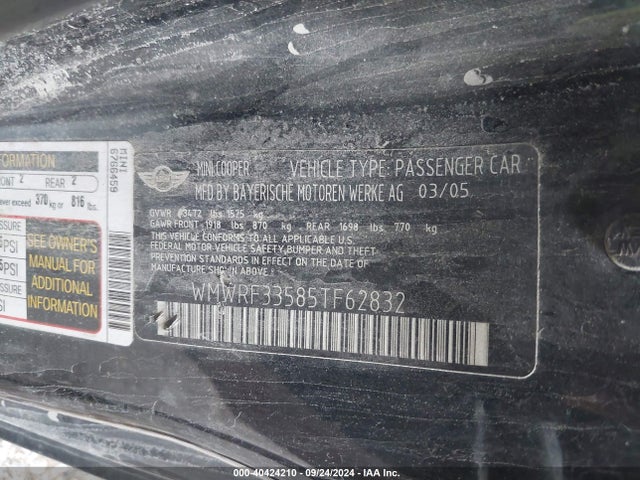 FORMATION
FRONT 2 REAR 2
never exceed 370 kg or 816 lbs.
PSI
PSI
SEE OWNER'S
MANUAL FOR
ADDITIONAL
INFORMATION
MINI
6766459
MINI COOPER VEHICLE TYPE: PASSENGER CAR
MFD BY BAYERISCHE MOTOREN WERKE AG 03/05
GVWR 3472 lbs 1575 kg
GAWR FRONT 1918 lbs 870 kg REAR 1698 lbs 770 kg
THIS VEHICLE CONFORMS TO ALL APPLICABLE U.S.
FEDERAL MOTOR VEHICLE SAFETY,BUMPER, AND THEFT
PREVENTION STANDARDS IN EFFECT ON THE DATE OF
MANUFACTURE SHOWN ABOVE.
WMWRF33585TF62832
000-40424210 - 09/24/2024 - IAA Inc.